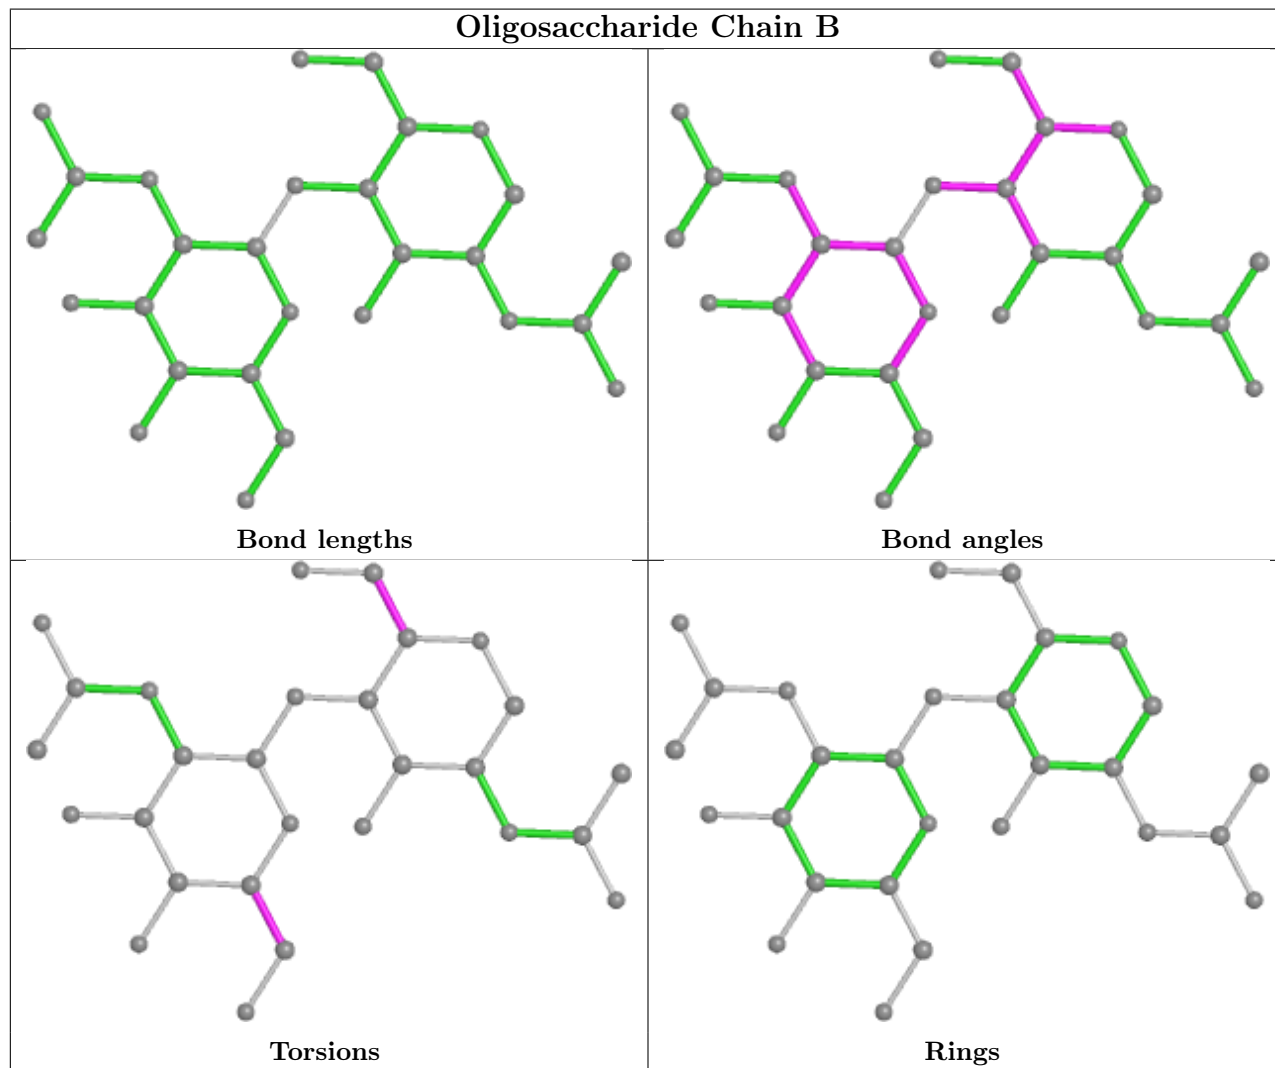 Oligosaccharide Chain B
Bond lengths
Bond angles
Torsions
Rings